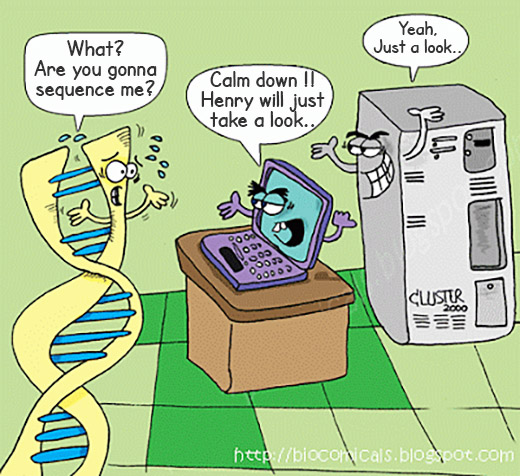 What?
Are you gonna
sequence me?
Calm down !!
Henry will just
take a look..
Yeah,
Just a look..
CLUSTER
2000
http://biocomicals.blogspot.com